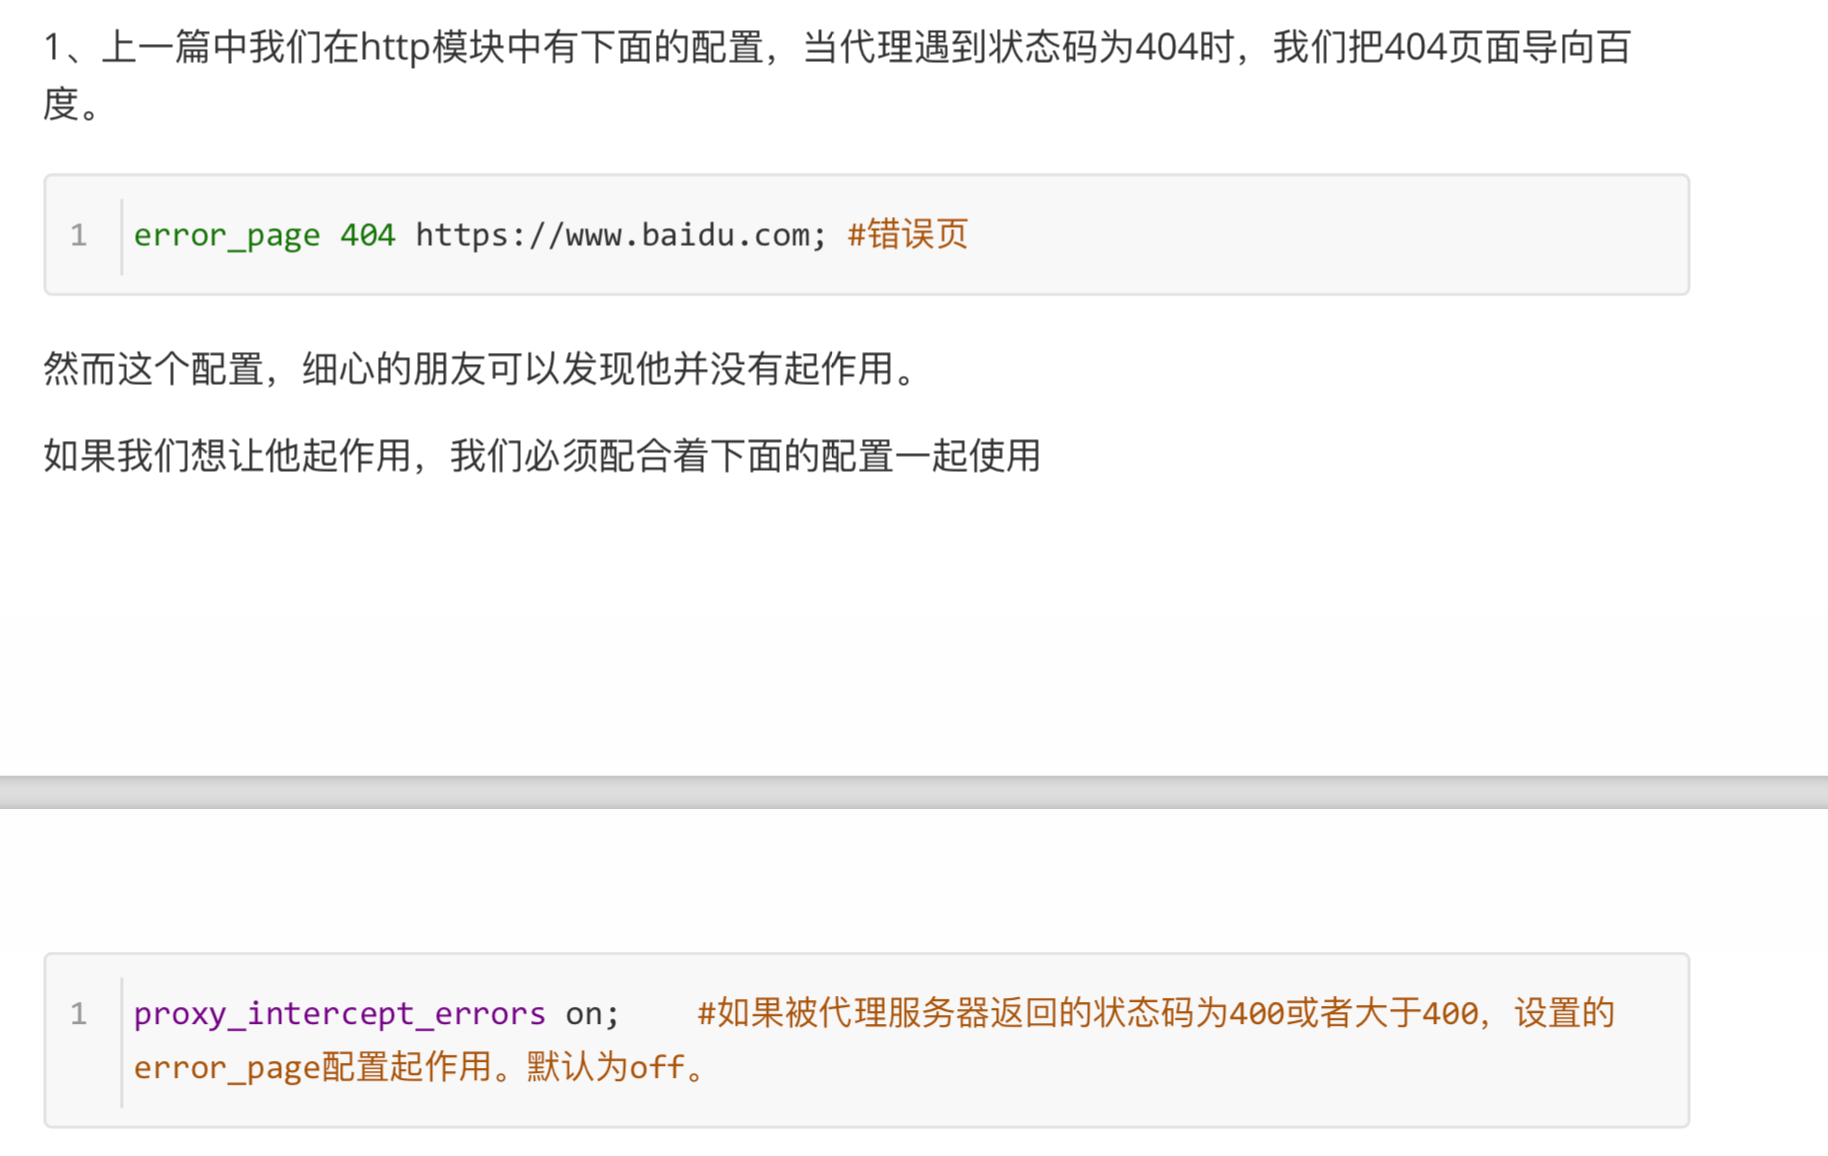 1、上一篇中我们在http模块中有下面的配置，当代理遇到状态码为404时，我们把404页面导向百
度。
1 error_page 404 https://www.baidu.com; #错误页
然而这个配置，细心的朋友可以发现他并没有起作用。
如果我们想让他起作用，我们必须配合着下面的配置一起使用
1 proxy_intercept_errors on;    #如果被代理服务器返回的状态码为400或者大于400，设置的
error_page配置起作用。默认为off。